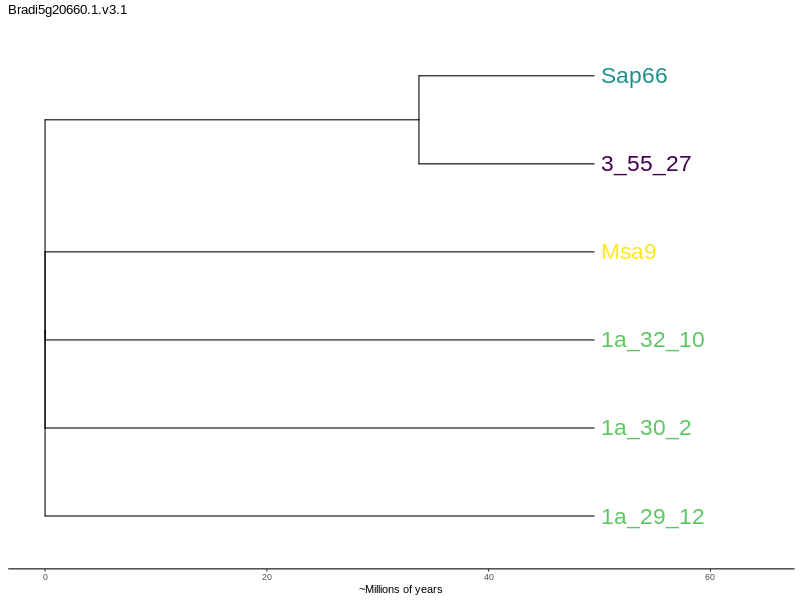 Bradi5g20660.1.v3.1
Sap66
3_55_27
Msa9
1a_32_10
1a_30_2
1a_29_12
0 20 40 60
~Millions of years